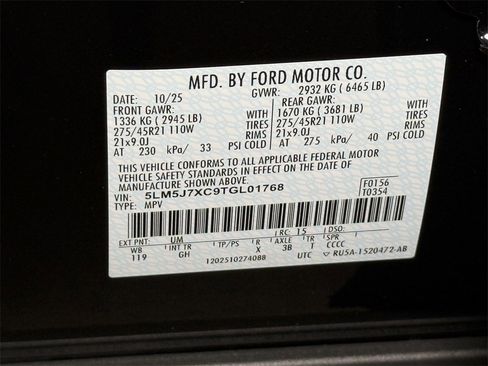 MFD. BY FORD MOTOR CO.
DATE: 10/25 GVWR: 2932 KG ( 6465 LB)
FRONT GAWR: REAR GAWR:
1336 KG ( 2945 LB) WITH 1670 KG ( 3681 LB) WITH
275/45R21 110W TIRES 275/45R21 110W TIRES
21x9.0J RIMS 21x9.0J RIMS
AT 230 kPa/ 33 PSI COLD AT 275 kPa/ 40 PSI COLD
THIS VEHICLE CONFORMS TO ALL APPLICABLE FEDERAL MOTOR
VEHICLE SAFETY AND THEFT PREVENTION STANDARDS IN EFFECT ON THE DATE OF MANUFACTURE SHOWN ABOVE.
VIN: 5LM5J7XC9TGL01768 F0156
TYPE: MPV T0354
EXT PNT: UM RC: 15 DSO:
WB INT TR TP/PS R AXLE TR SPR
119 GH X 3B T CCCC
1202510274088 UTC RU5A-1520472-AB